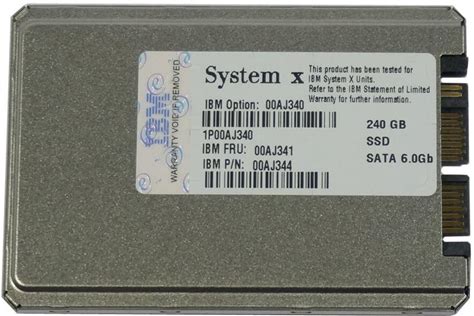 WARRANTY VOID IF REMOVED
IBM
System x
This product has been tested for
IBM System X Units.
Refer to the IBM Statement of Limited
Warranty for further information.
IBM Option: 00AJ340
1P00AJ340
IBM FRU: 00AJ341
IBM P/N: 00AJ344
240 GB
SSD
SATA 6.0Gb